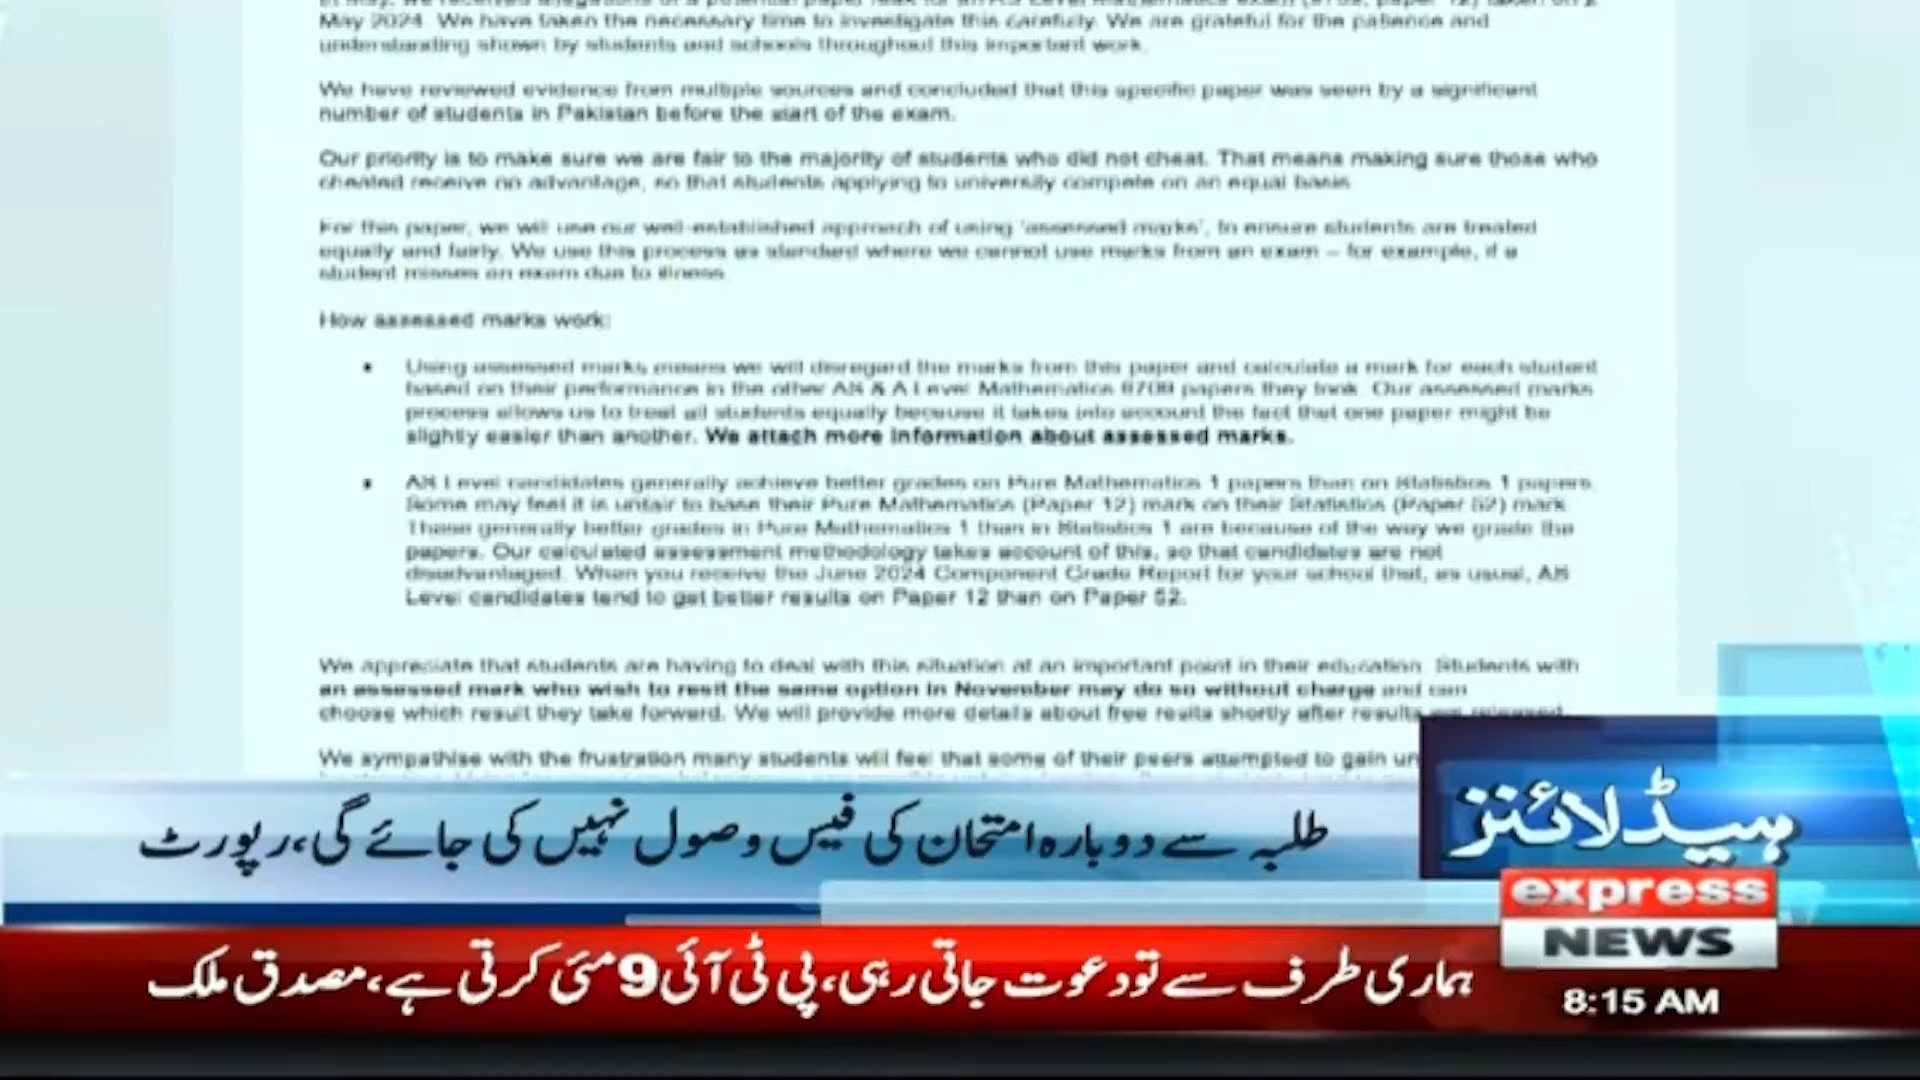 May 2024. We have taken the necessary time to investigate this carefully. We are grateful for the patience and
understanding shown by students and schools throughout this important work.
We have reviewed evidence from multiple sources and concluded that this specific paper was seen by a significant
number of students in Pakistan before the start of the exam.
Our priority is to make sure we are fair to the majority of students who did not cheat. That means making sure those who
cheated receive no advantage, so that students applying to university compete on an equal basis.
For this paper, we will use our well-established approach of using 'assessed marks', to ensure students are treated
equally and fairly. We use this process as standard where we cannot use marks from an exam – for example, if a
student misses an exam due to illness.
How assessed marks work:
• Using assessed marks means we will disregard the marks from this paper and calculate a mark for each student
based on their performance in the other AS & A Level Mathematics 9709 papers they took. Our assessed marks
process allows us to treat all students equally because it takes into account the fact that one paper might be
slightly easier than another. We attach more information about assessed marks.
• AS Level candidates generally achieve better grades on Pure Mathematics 1 papers than on Statistics 1 papers.
Some may feel it is unfair to base their Pure Mathematics (Paper 12) mark on their Statistics (Paper 52) mark.
These generally better grades in Pure Mathematics 1 than in Statistics 1 are because of the way we grade the
papers. Our calculated assessment methodology takes account of this, so that candidates are not
disadvantaged. When you receive the June 2024 Component Grade Report for your school that, as usual, AS
Level candidates tend to get better results on Paper 12 than on Paper 52.
We appreciate that students are having to deal with this situation at an important point in their education. Students with
an assessed mark who wish to resit the same option in November may do so without charge and can
choose which result they take forward. We will provide more details about free resits shortly after results are released.
We sympathise with the frustration many students will feel that some of their peers attempted to gain
ہیڈلائنز
طلبہ سے دوبارہ امتحان کی فیس وصول نہیں کی جائے گی، رپورٹ
express
NEWS
ہماری طرف سے تو دعوت جاتی رہی، پی ٹی آئی 9 مئی کرتی ہے، مصدق ملک
8:15 AM